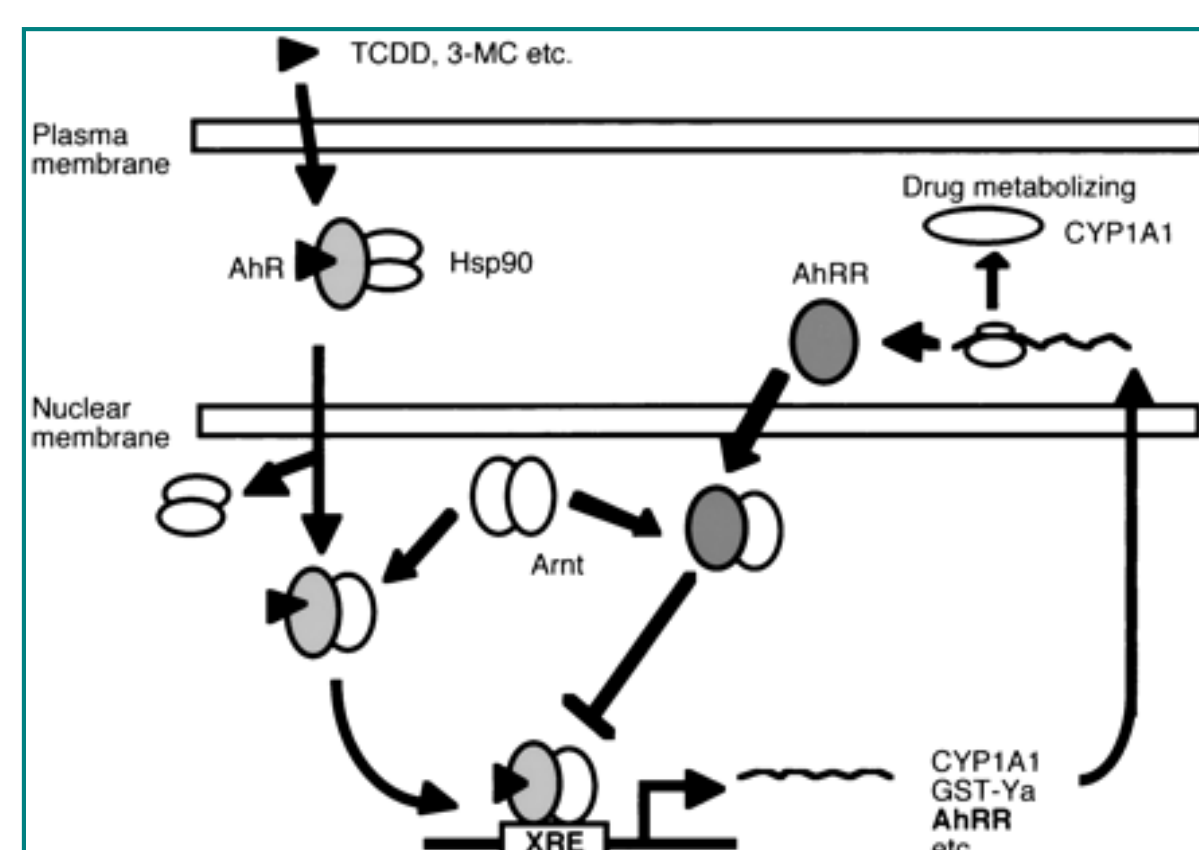 TCDD, 3-MC etc.
Plasma
membrane
Drug metabolizing
CYP1A1
AhR
Hsp90
AhRR
Nuclear
membrane
Arnt
CYP1A1
GST-Ya
AhRR
etc
XRE